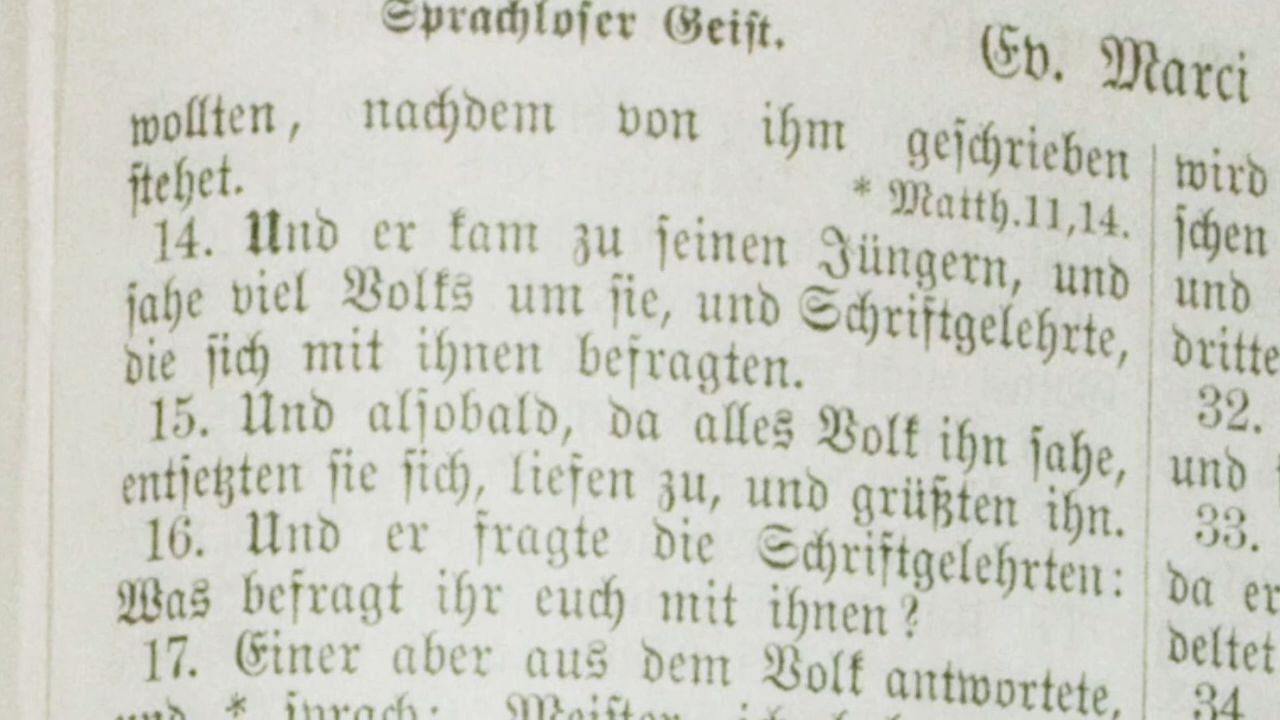 Sprachloser Geist.
Ev. Marci
wollten, nachdem von ihm geschrieben
stehet. * Matth.11,14.
14. Und er kam zu seinen Jüngern, und
sahe viel Volks um sie, und Schriftgelehrte,
die sich mit ihnen befragten.
15. Und alsobald, da alles Volk ihn sahe,
entsetzten sie sich, liefen zu, und grüßten ihn.
16. Und er fragte die Schriftgelehrten:
Was befragt ihr euch mit ihnen?
17. Einer aber aus dem Volk antwortete,
und * sprach: Meister, ich
wird
schen
und
dritte
32.
und
33.
da er
deltet
34